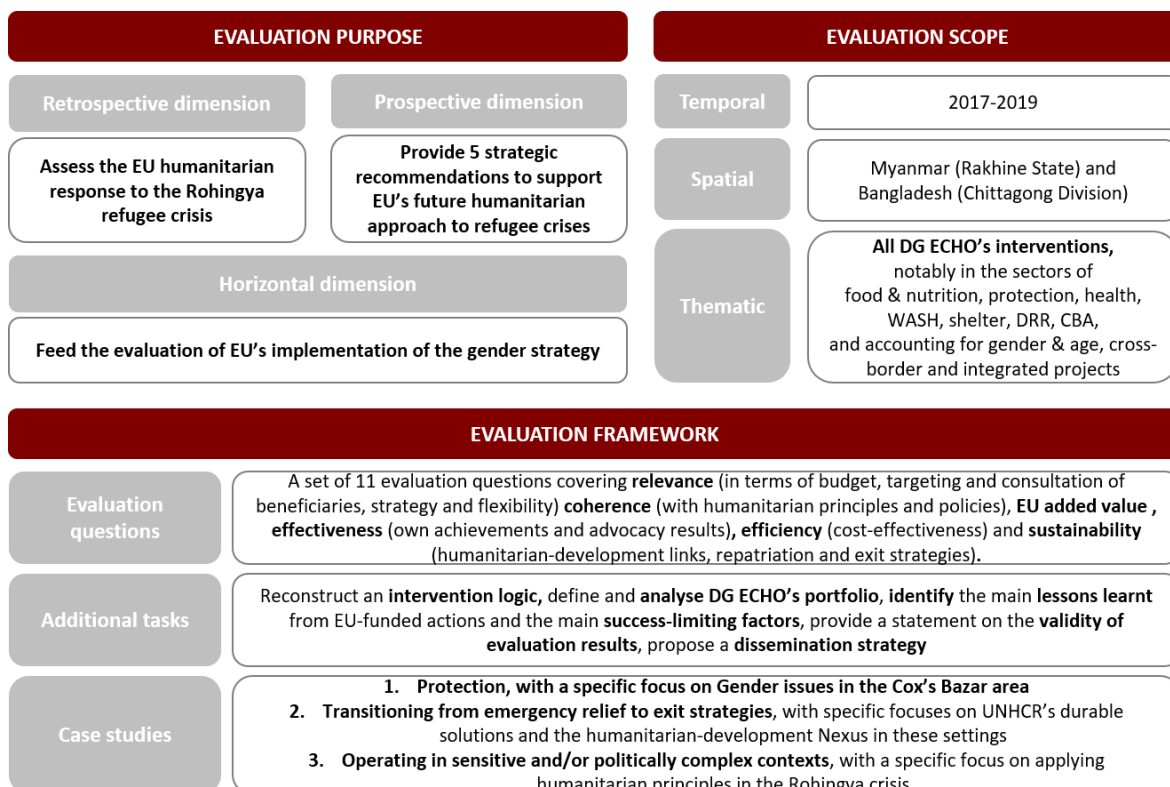 EVALUATION PURPOSE
Retrospective dimension
Prospective dimension
Assess the EU humanitarian
response to the Rohingya
refugee crisis
Provide 5 strategic
recommendations to support
EU's future humanitarian
approach to refugee crises
Horizontal dimension
Feed the evaluation of EU's implementation of the gender strategy
EVALUATION SCOPE
Temporal
2017-2019
Spatial
Myanmar (Rakhine State) and
Bangladesh (Chittagong Division)
Thematic
All DG ECHO's interventions,
notably in the sectors of
food & nutrition, protection, health,
WASH, shelter, DRR, CBA,
and accounting for gender & age, cross-
border and integrated projects
EVALUATION FRAMEWORK
Evaluation
questions
A set of 11 evaluation questions covering relevance (in terms of budget, targeting and consultation of
beneficiaries, strategy and flexibility) coherence (with humanitarian principles and policies), EU added value ,
effectiveness (own achievements and advocacy results), efficiency (cost-effectiveness) and sustainability
(humanitarian-development links, repatriation and exit strategies).
Additional tasks
Reconstruct an intervention logic, define and analyse DG ECHO's portfolio, identify the main lessons learnt
from EU-funded actions and the main success-limiting factors, provide a statement on the validity of
evaluation results, propose a dissemination strategy
Case studies
1. Protection, with a specific focus on Gender issues in the Cox's Bazar area
2. Transitioning from emergency relief to exit strategies, with specific focuses on UNHCR's durable
solutions and the humanitarian-development Nexus in these settings
3. Operating in sensitive and/or politically complex contexts, with a specific focus on applying
humanitarian principles in the Rohingya crisis